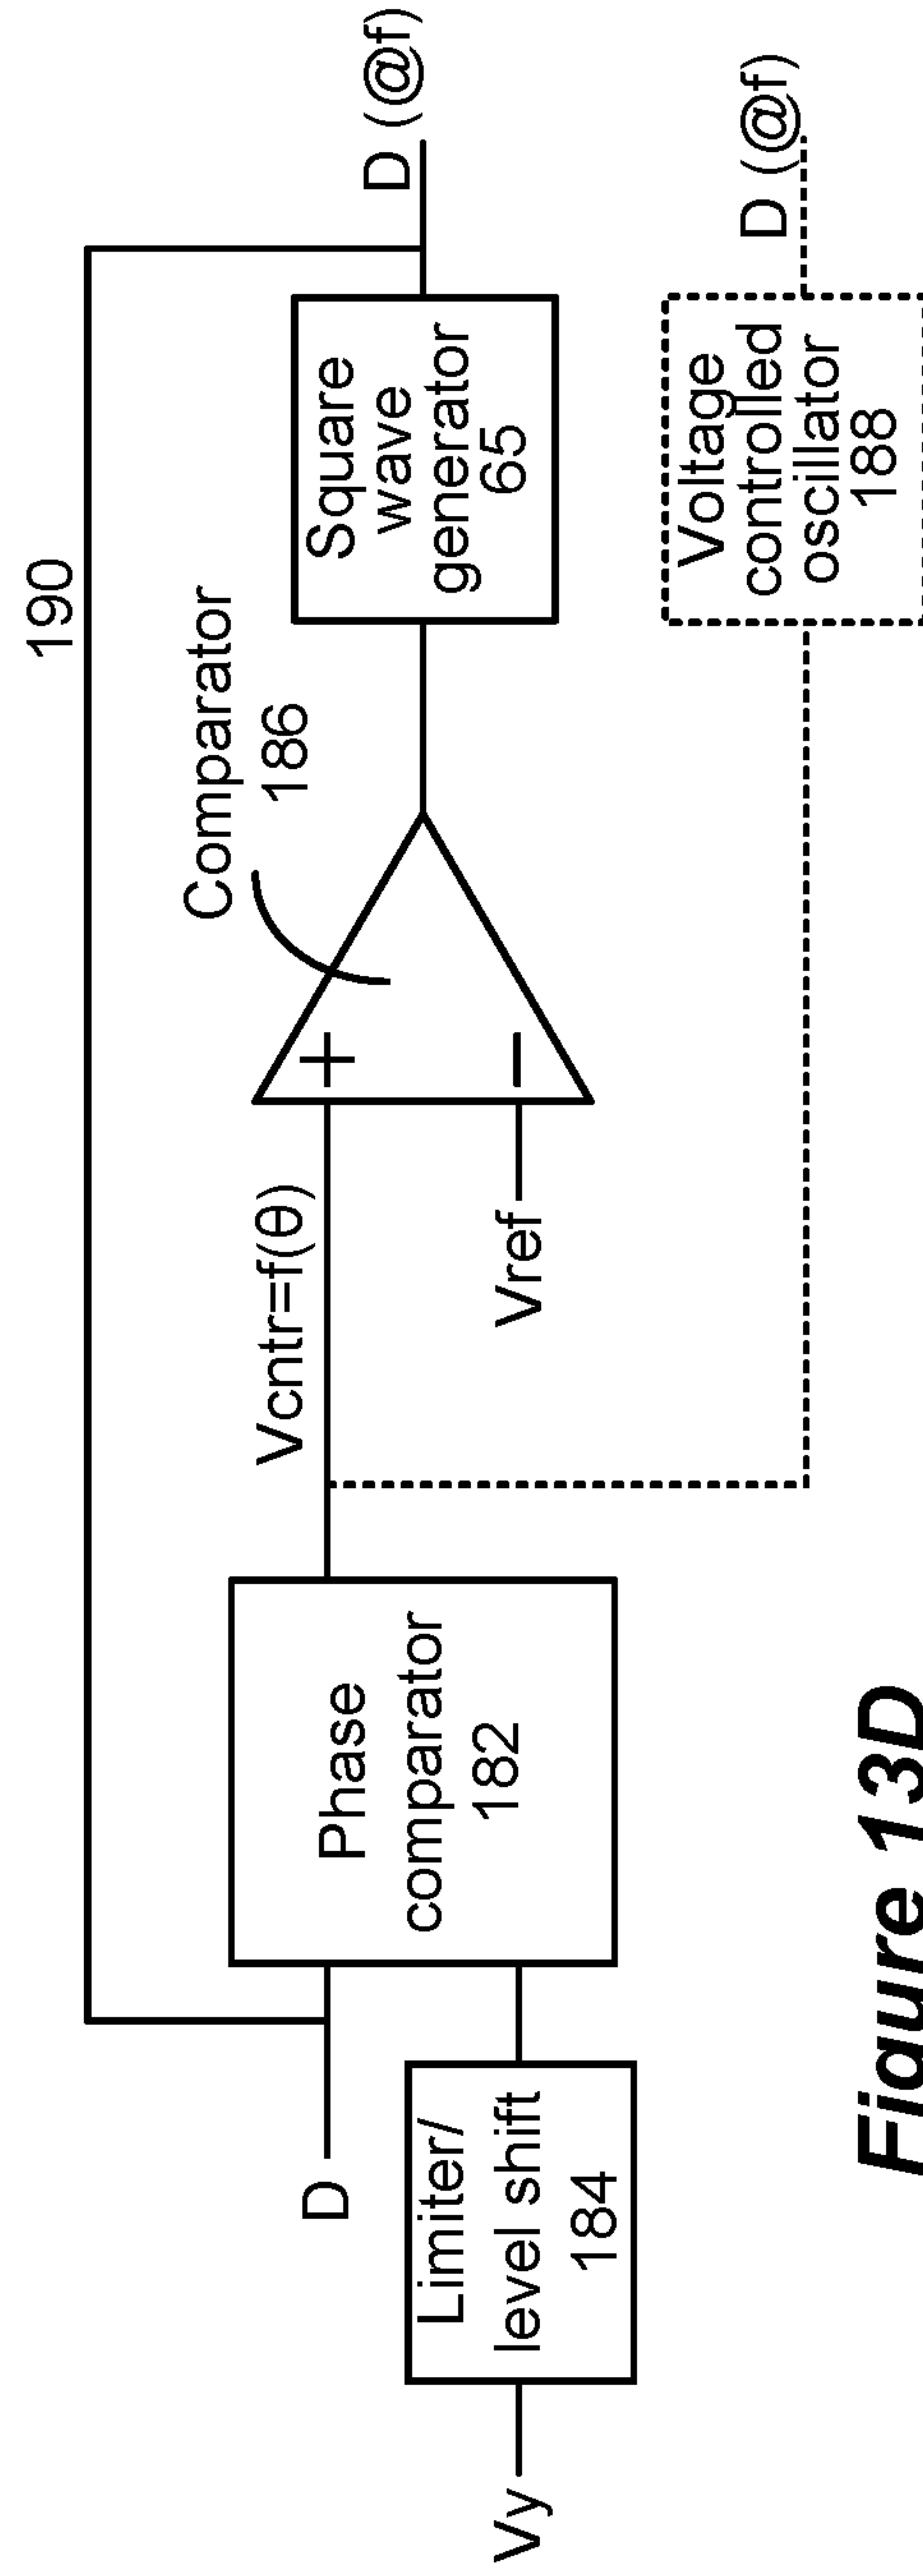 190
Comparator
186
D (@f)
Square
wave
generator
65
Vcntr=f(θ)
+
−
Vref
Phase
comparator
182
D
Limiter/
level shift
184
Vy
Voltage
controlled
oscillator
188
D (@f)
Figure 13D